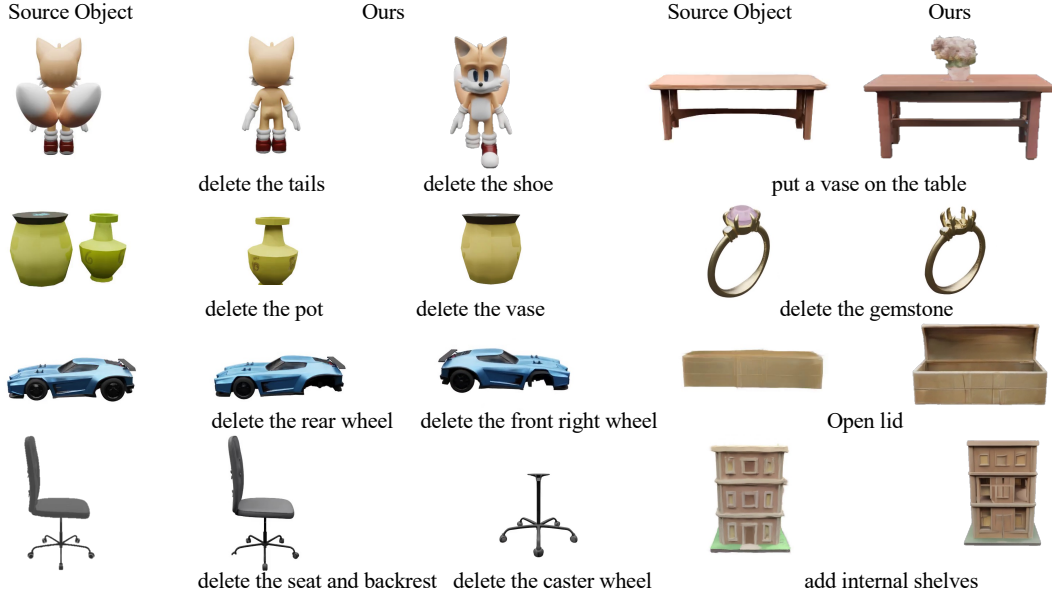 Source Object Ours Source Object Ours
delete the tails delete the shoe put a vase on the table
delete the pot delete the vase delete the gemstone
delete the rear wheel delete the front right wheel Open lid
delete the seat and backrest delete the caster wheel add internal shelves